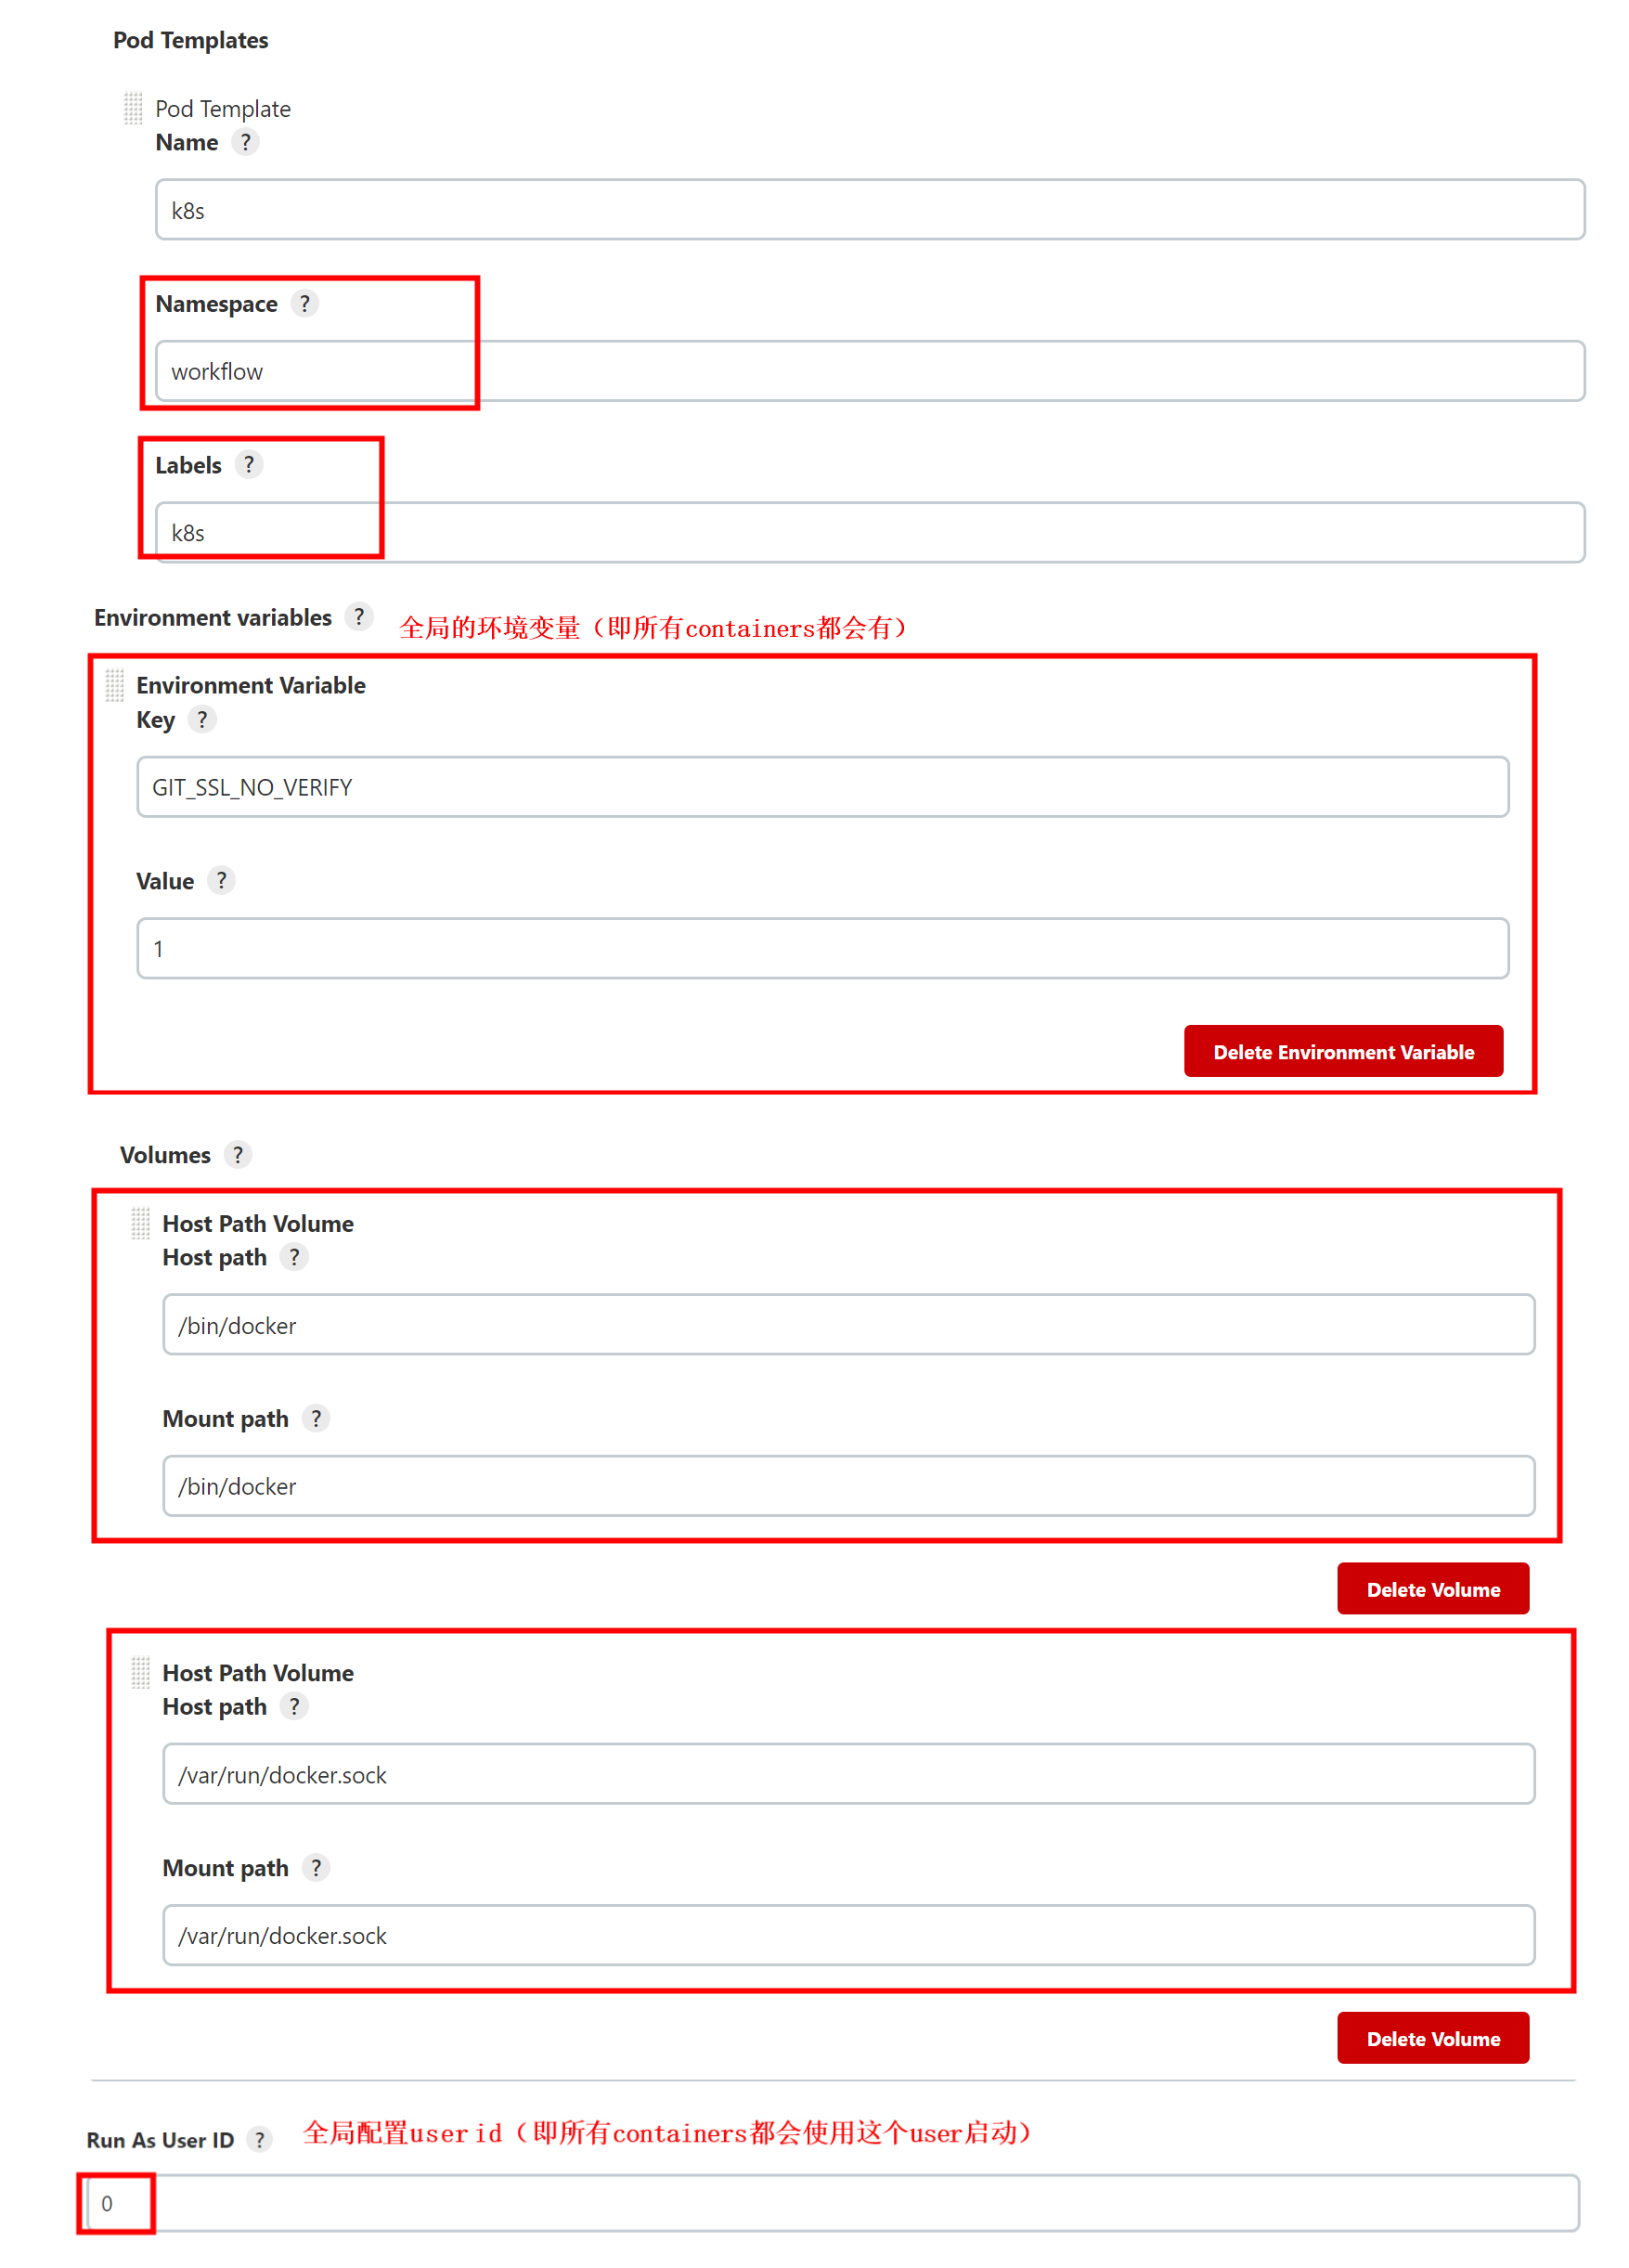 Pod Templates
Pod Template
Name ?
k8s
Namespace ?
workflow
Labels ?
k8s
Environment variables ? 全局的环境变量（即所有containers都会有）
Environment Variable
Key ?
GIT_SSL_NO_VERIFY
Value ?
1
Delete Environment Variable
Volumes ?
Host Path Volume
Host path ?
/bin/docker
Mount path ?
/bin/docker
Delete Volume
Host Path Volume
Host path ?
/var/run/docker.sock
Mount path ?
/var/run/docker.sock
Delete Volume
Run As User ID ? 全局配置user id（即所有containers都会使用这个user启动）
0